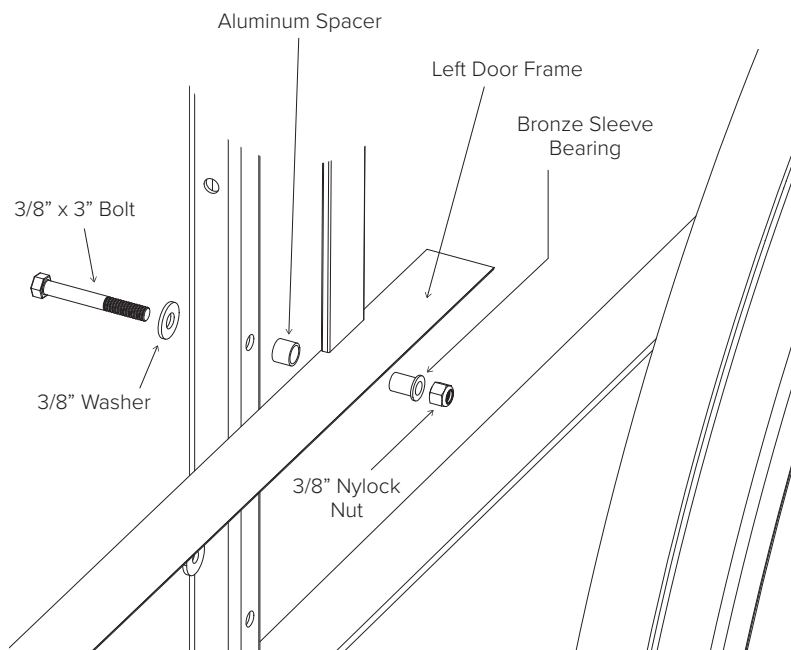 Aluminum Spacer
Left Door Frame
Bronze Sleeve
Bearing
3/8” x 3” Bolt
3/8” Washer
3/8” Nylock
Nut